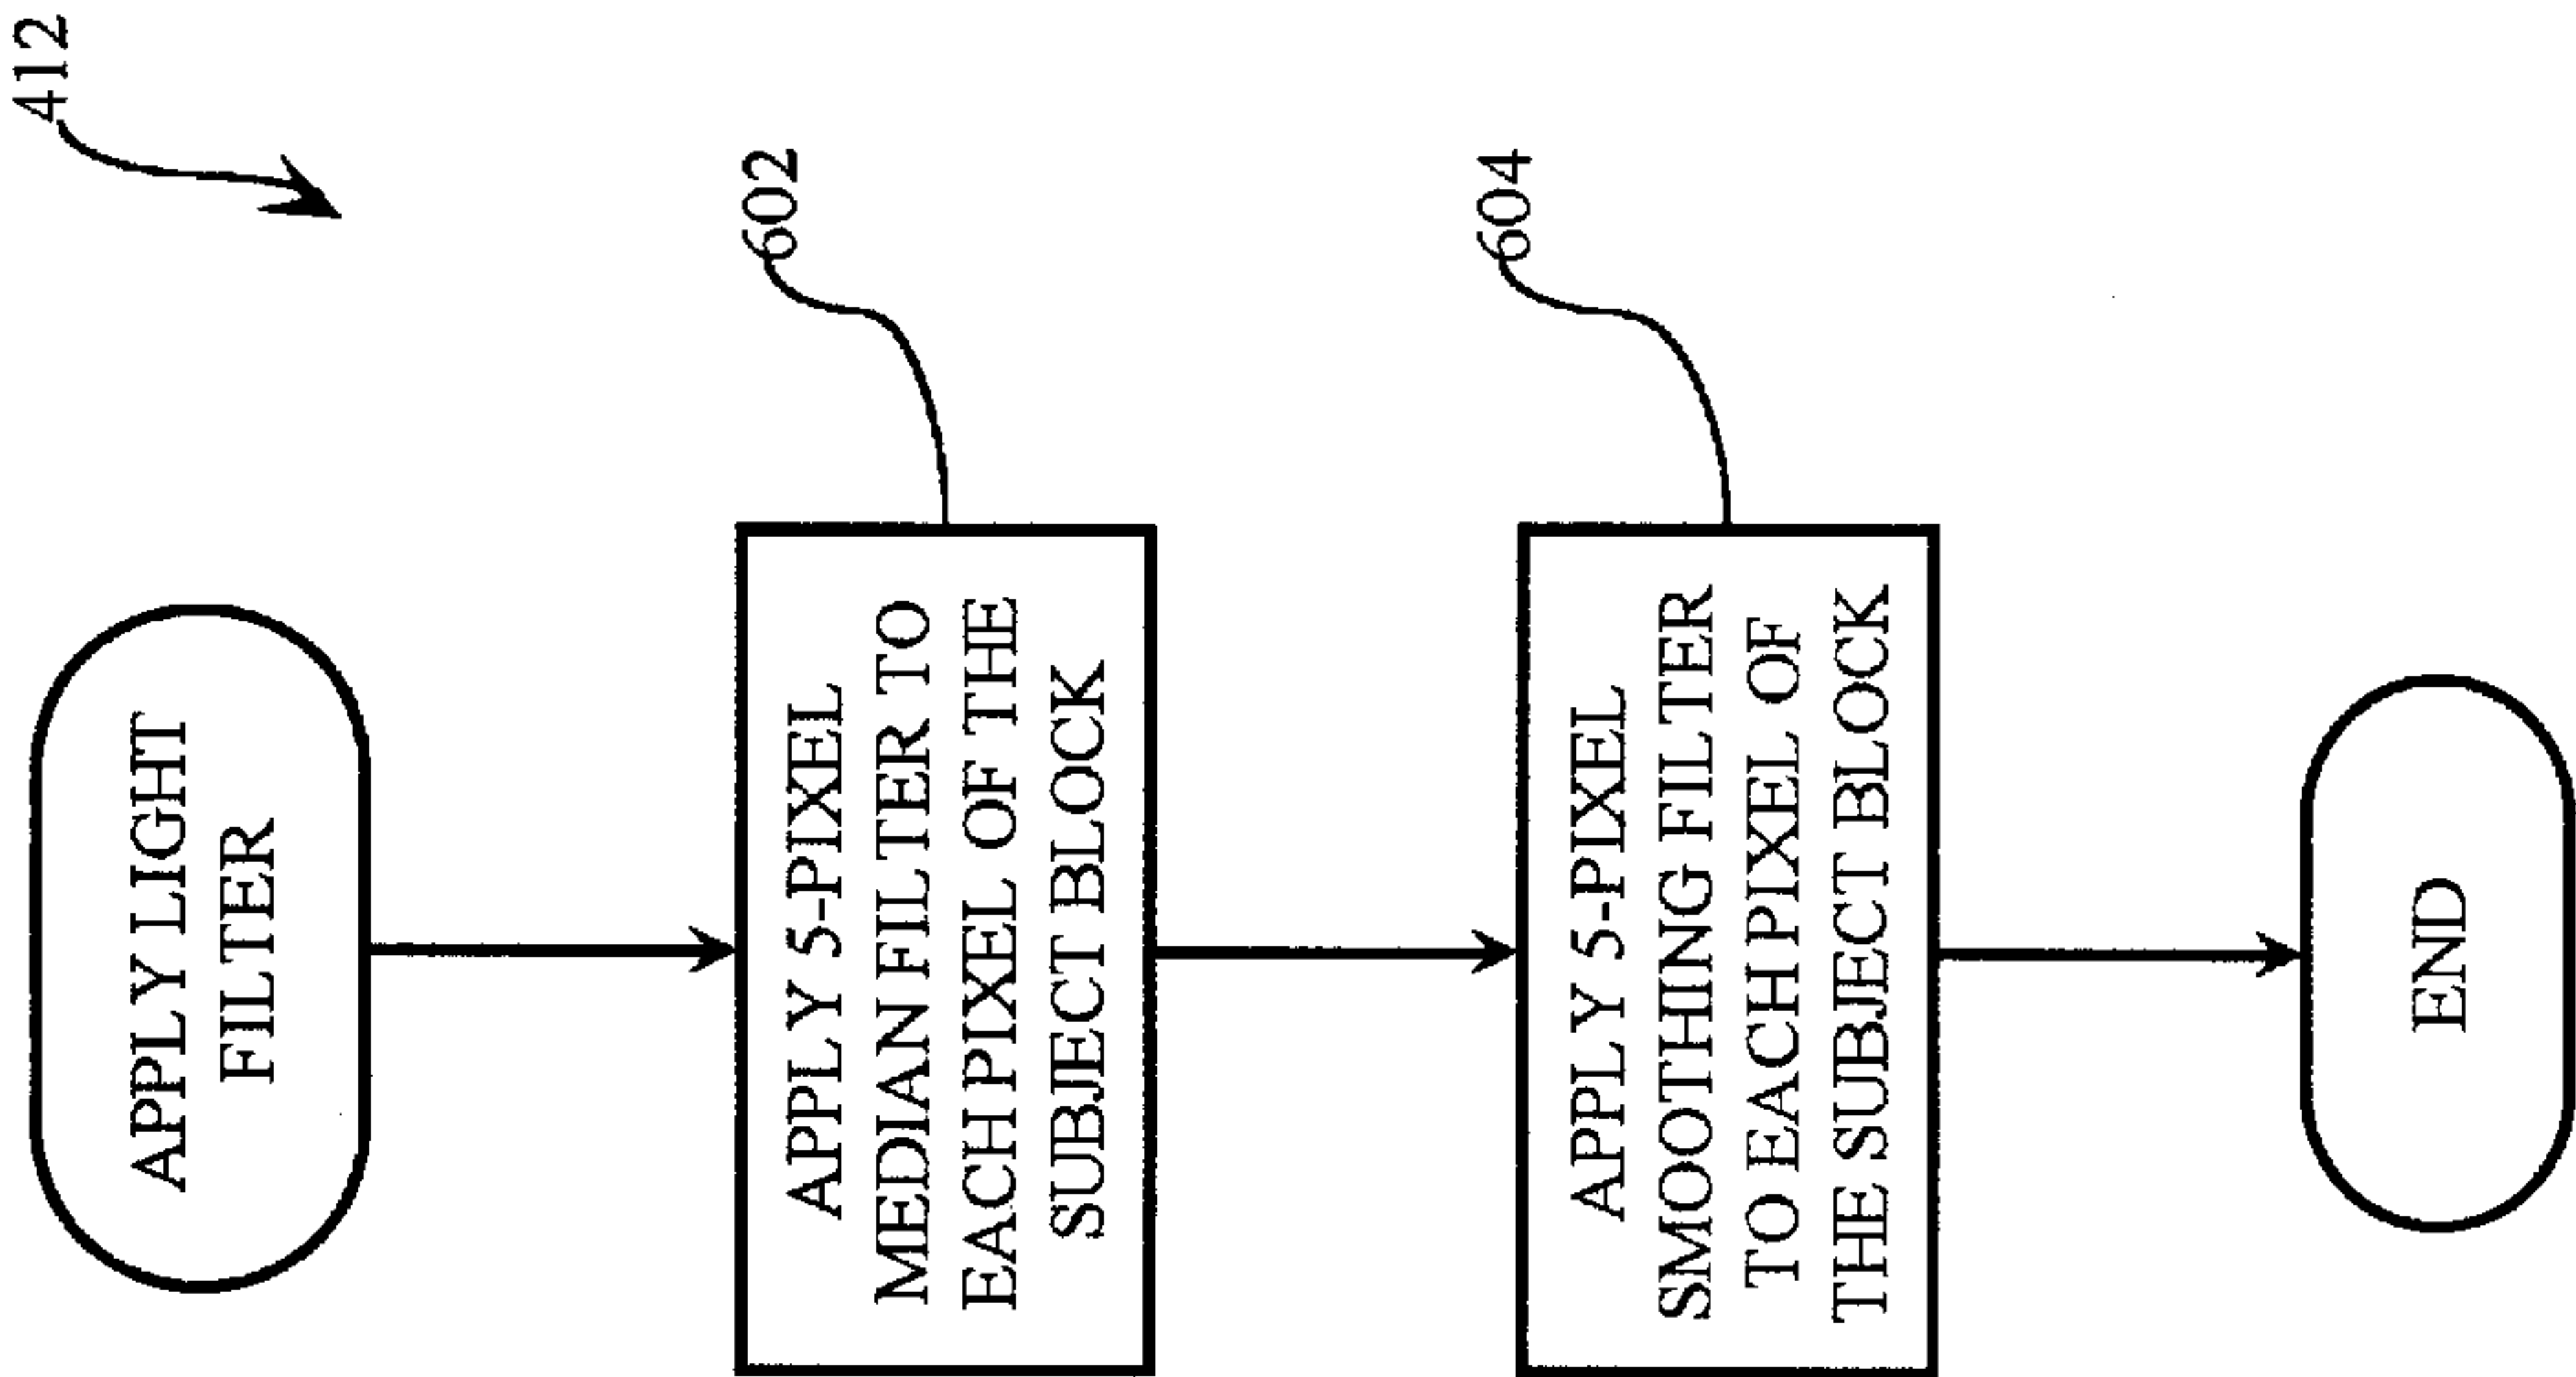 412
APPLY LIGHT
FILTER
602
APPLY 5-PIXEL
MEDIAN FILTER TO
EACH PIXEL OF THE
SUBJECT BLOCK
604
APPLY 5-PIXEL
SMOOTHING FILTER
TO EACH PIXEL OF
THE SUBJECT BLOCK
END